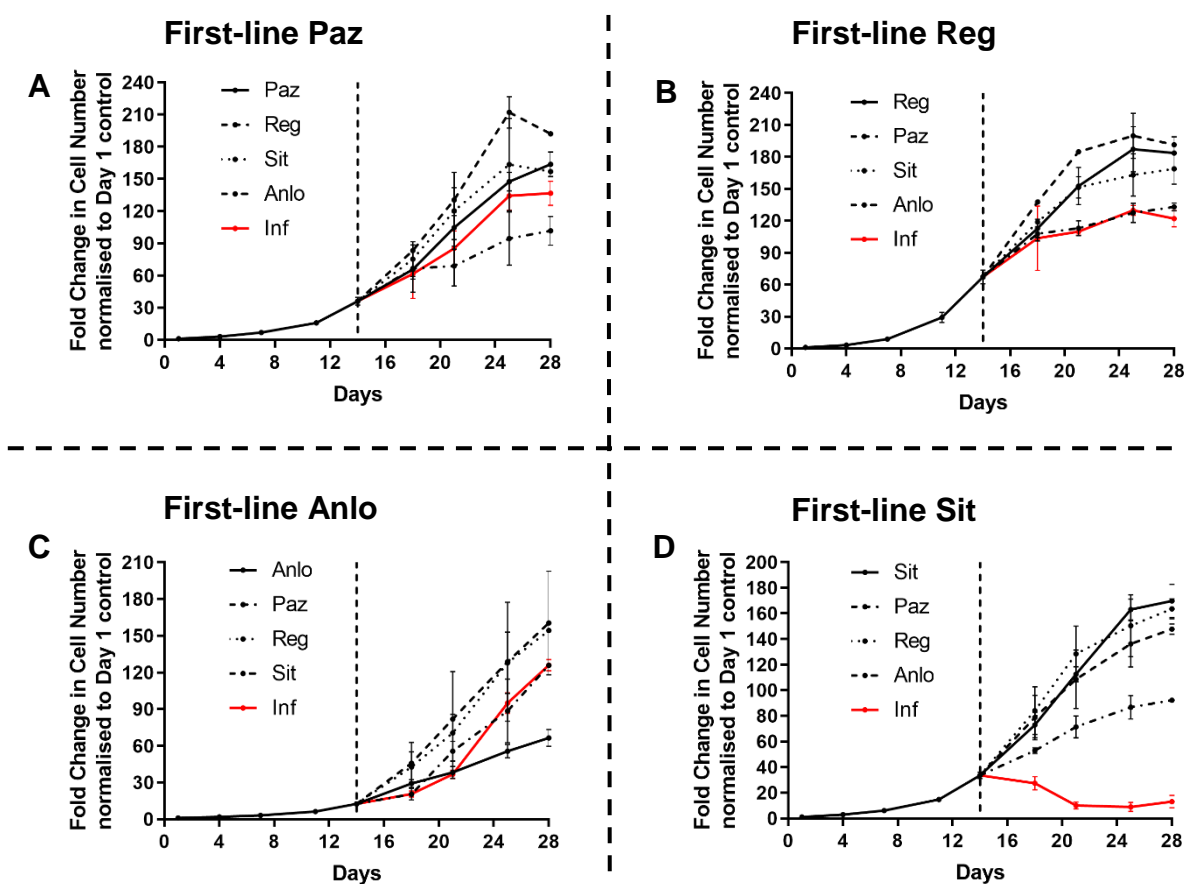 First-line Paz
A
Fold Change in Cell Number
normalised to Day 1 control
240
210
180
150
120
90
60
30
0
Paz
Reg
Sit
Anlo
Inf
0 4 8 12 16 20 24 28
Days
First-line Reg
B
Fold Change in Cell Number
normalised to Day 1 control
240
210
180
150
120
90
60
30
0
Reg
Paz
Sit
Anlo
Inf
0 4 8 12 16 20 24 28
Days
First-line Anlo
C
Fold Change in Cell Number
normalised to Day 1 control
210
180
150
120
90
60
30
0
Anlo
Paz
Reg
Sit
Inf
0 4 8 12 16 20 24 28
Days
First-line Sit
D
Fold Change in Cell Number
normalised to Day 1 control
200
180
160
140
120
100
80
60
40
20
0
Sit
Paz
Reg
Anlo
Inf
0 4 8 12 16 20 24 28
Days